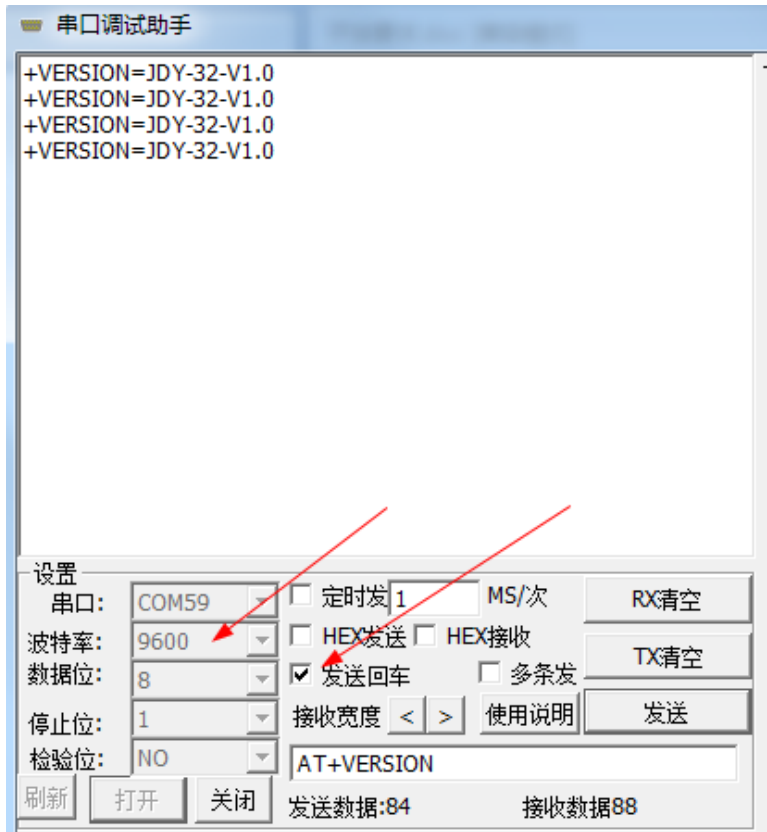 串口调试助手
+VERSION=JDY-32-V1.0
+VERSION=JDY-32-V1.0
+VERSION=JDY-32-V1.0
+VERSION=JDY-32-V1.0
设置
串口: COM59 定时发 1 MS/次 RX清空
波特率: 9600 HEX发送 HEX接收 TX清空
数据位: 8 发送回车 多条发
停止位: 1 接收宽度 < > 使用说明 发送
检验位: NO AT+VERSION
刷新 打开 关闭 发送数据:84 接收数据88